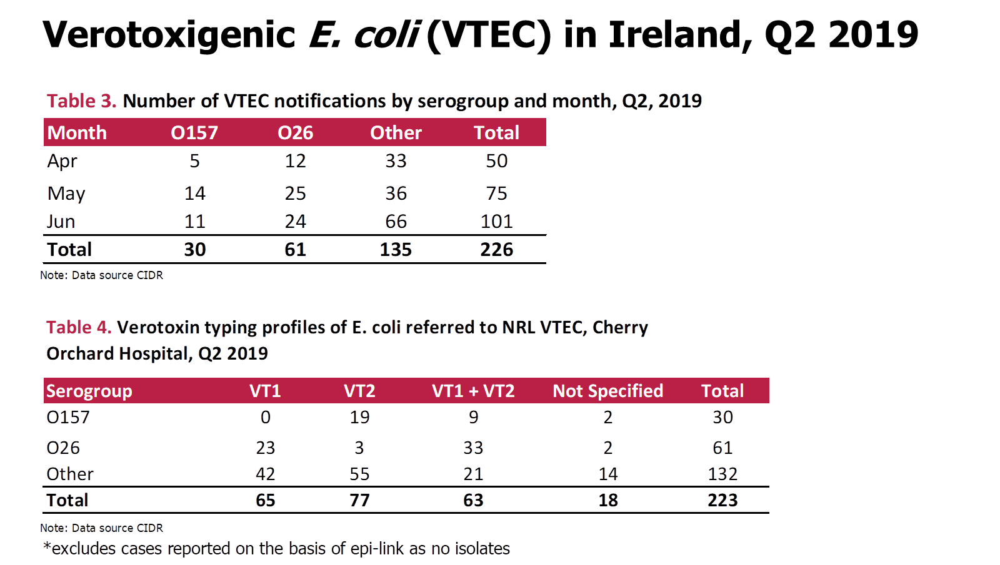 Verotoxigenic E. coli (VTEC) in Ireland, Q2 2019
Table 3. Number of VTEC notifications by serogroup and month, Q2, 2019
Month O157 O26 Other Total
Apr 5 12 33 50
May 14 25 36 75
Jun 11 24 66 101
Total 30 61 135 226
Note: Data source CIDR
Table 4. Verotoxin typing profiles of E. coli referred to NRL VTEC, Cherry
Orchard Hospital, Q2 2019
Serogroup VT1 VT2 VT1 + VT2 Not Specified Total
O157 0 19 9 2 30
O26 23 3 33 2 61
Other 42 55 21 14 132
Total 65 77 63 18 223
Note: Data source CIDR
*excludes cases reported on the basis of epi-link as no isolates